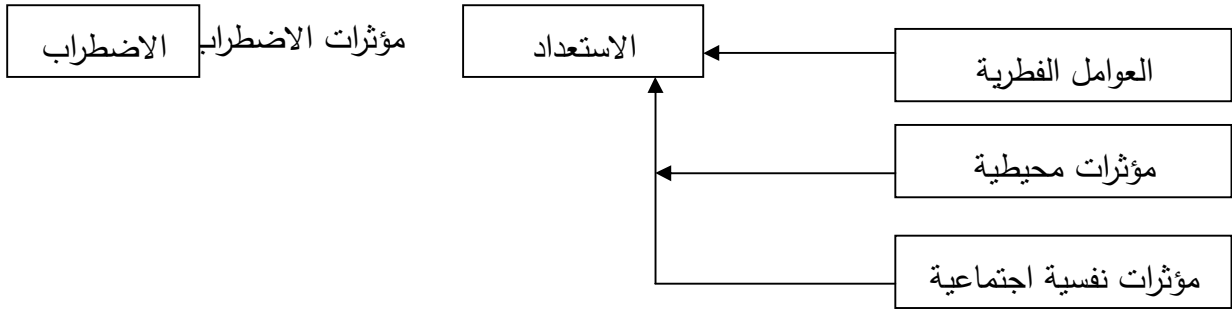 العوامل الفطرية
الاستعداد
مؤثرات الاضطراب
الاضطراب
مؤثرات محيطية
مؤثرات نفسية اجتماعية